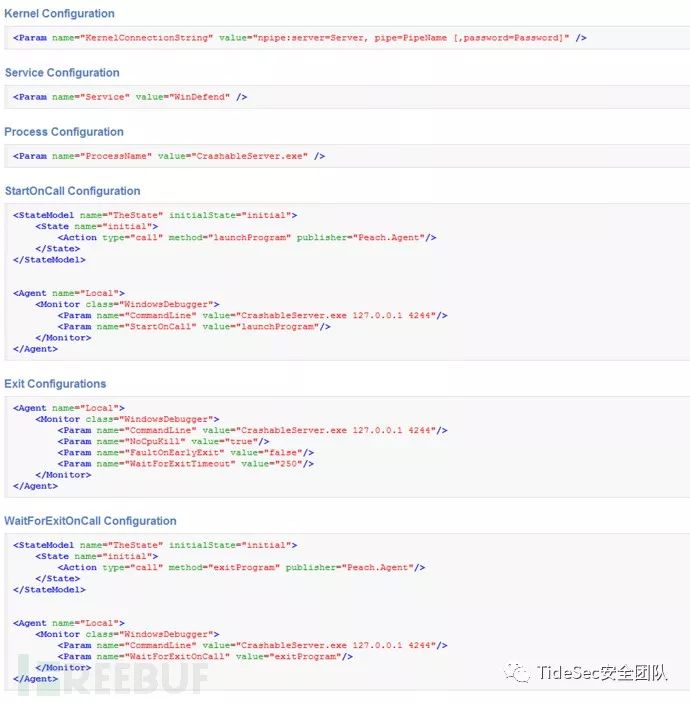 Kernel Configuration
<Param name="KernelConnectionString" value="npipe:server=Server, pipe=PipeName [,password=Password]" />
Service Configuration
<Param name="Service" value="WinDefend" />
Process Configuration
<Param name="ProcessName" value="CrashableServer.exe" />
StartOnCall Configuration
<StateModel name="TheState" initialState="initial">
<State name="initial">
<Action type="call" method="launchProgram" publisher="Peach.Agent"/>
</State>
</StateModel>
<Agent name="Local">
<Monitor class="WindowsDebugger">
<Param name="CommandLine" value="CrashableServer.exe 127.0.0.1 4244"/>
<Param name="StartOnCall" value="launchProgram"/>
</Monitor>
</Agent>
Exit Configurations
<Agent name="Local">
<Monitor class="WindowsDebugger">
<Param name="CommandLine" value="CrashableServer.exe 127.0.0.1 4244"/>
<Param name="NoCpuKill" value="true"/>
<Param name="FaultOnEarlyExit" value="false"/>
<Param name="WaitForExitTimeout" value="250"/>
</Monitor>
</Agent>
WaitForExitOnCall Configuration
<StateModel name="TheState" initialState="initial">
<State name="initial">
<Action type="call" method="exitProgram" publisher="Peach.Agent"/>
</State>
</StateModel>
<Agent name="Local">
<Monitor class="WindowsDebugger">
<Param name="CommandLine" value="CrashableServer.exe 127.0.0.1 4244"/>
<Param name="WaitForExitOnCall" value="exitProgram"/>
</Monitor>
</Agent>
FREEBUF
TideSec安全团队